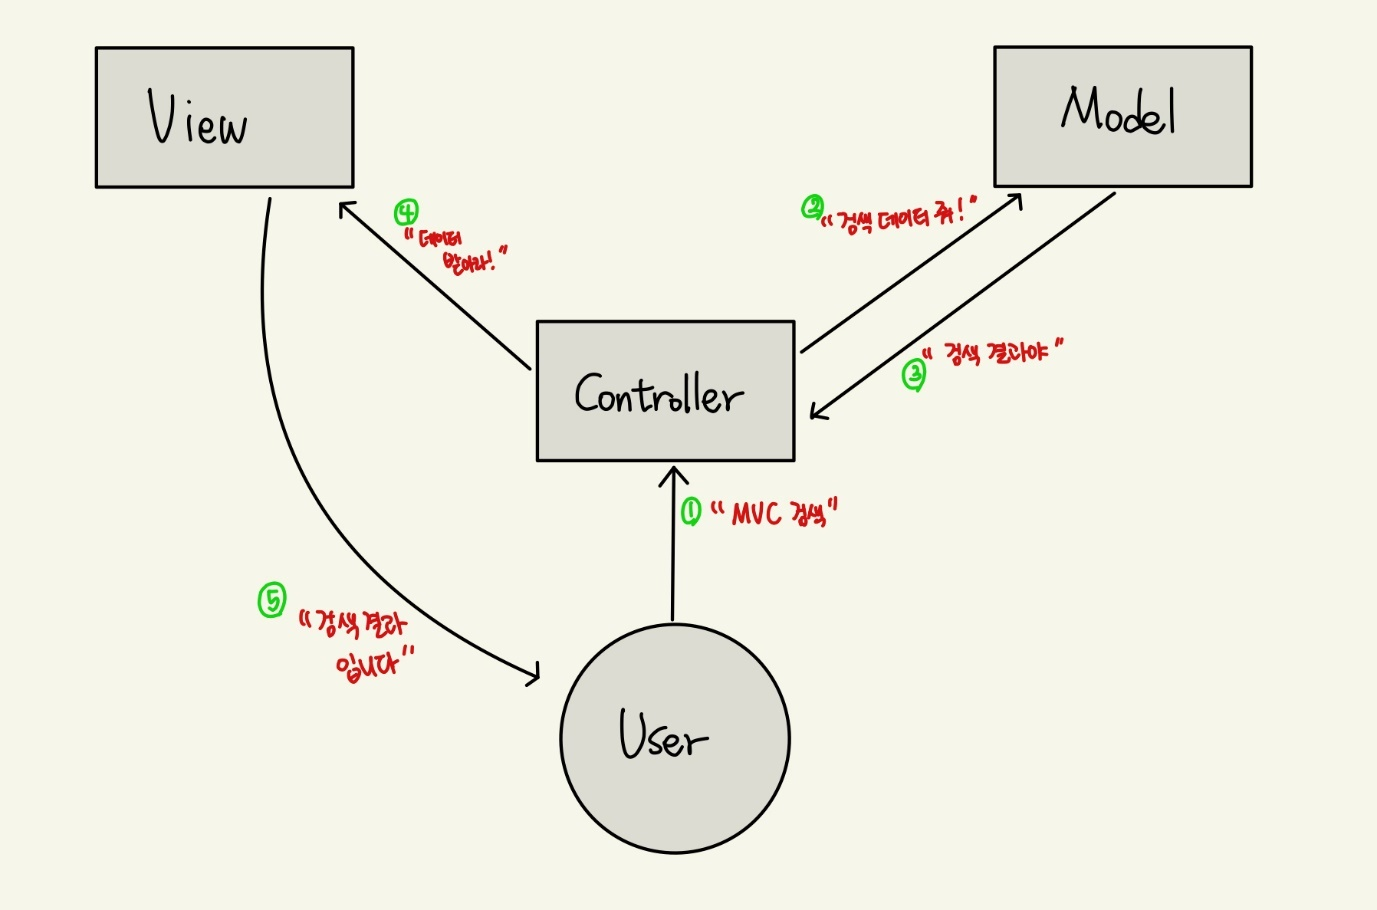 View
Model
④
"데이터
받아라!"
②
"검색 데이터 줘!"
Controller
③
"검색 결과야"
① "MVC 검색"
⑤
"검색 결과
입니다"
User